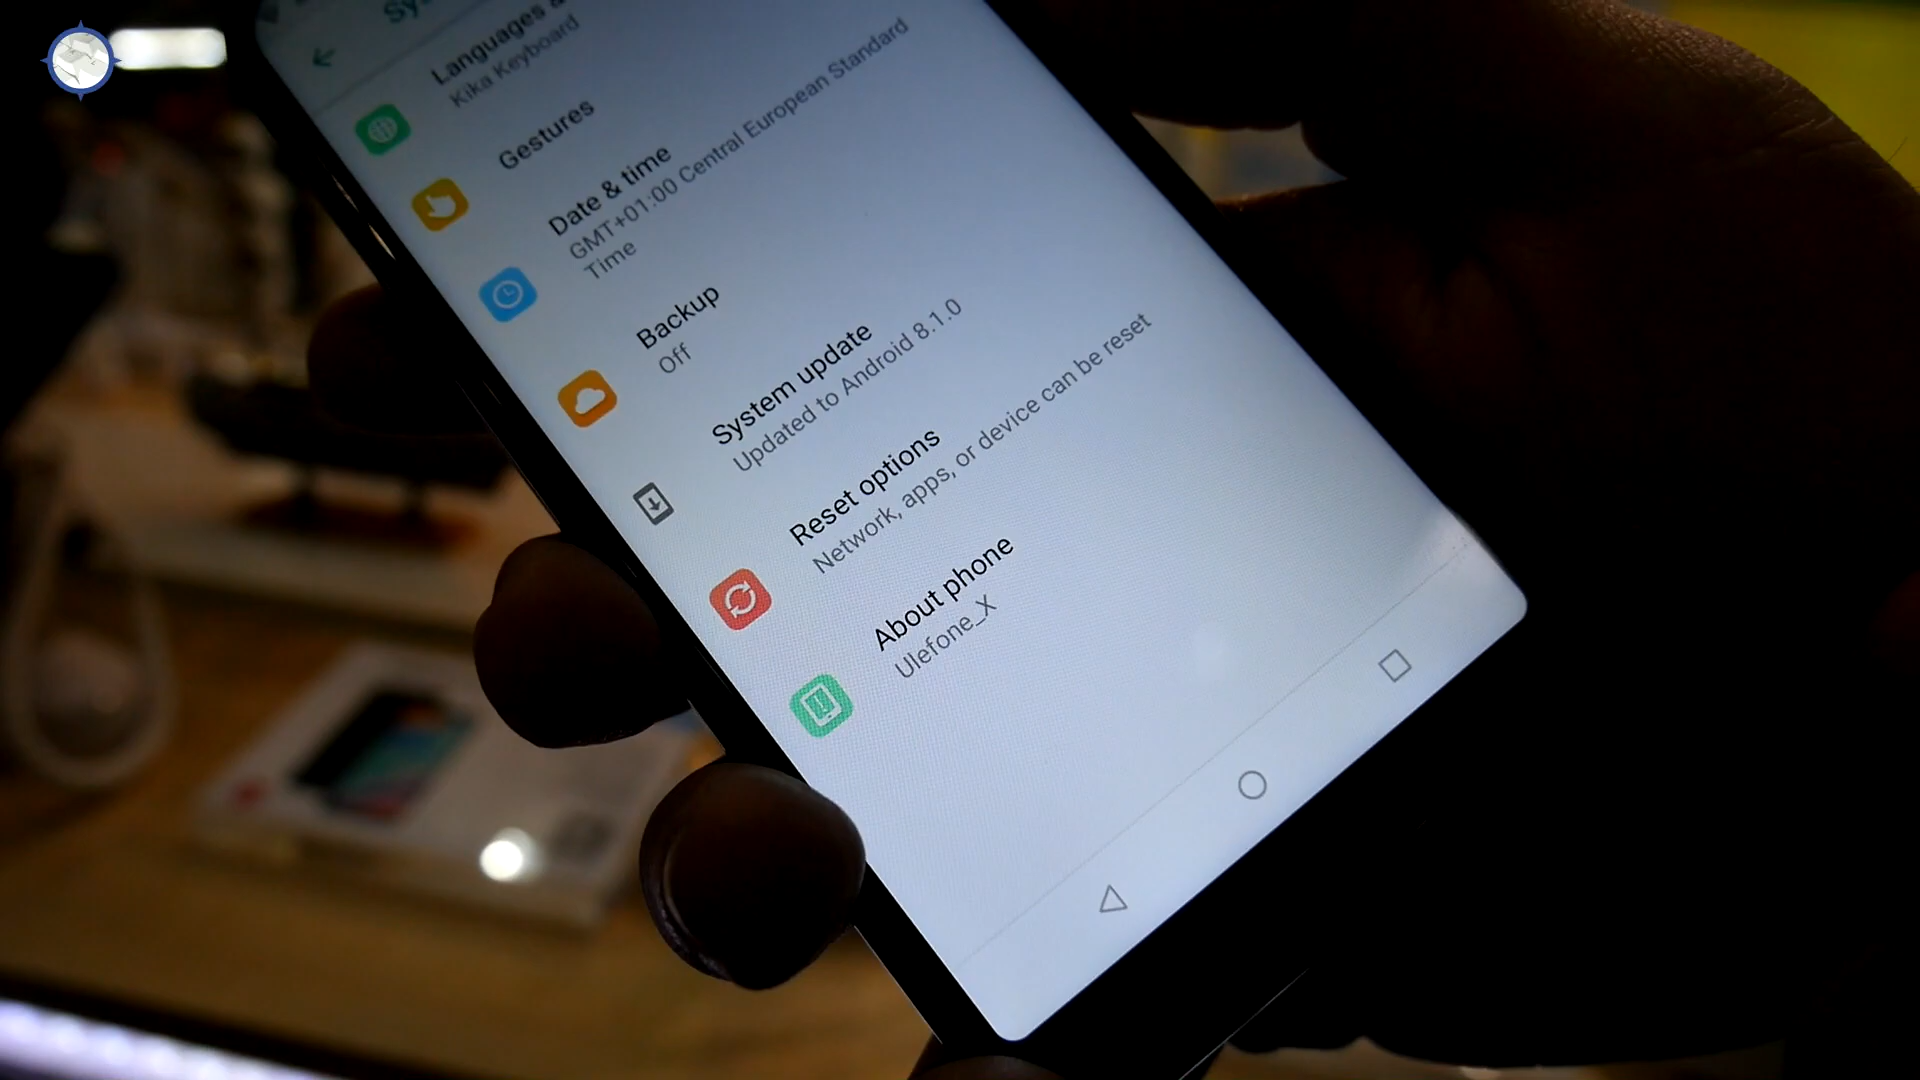 Languages &
Kika Keyboard
Gestures
Date & time
GMT+01:00 Central European Standard
Time
Backup
Off
System update
Updated to Android 8.1.0
Reset options
Network, apps, or device can be reset
About phone
Ulefone_X